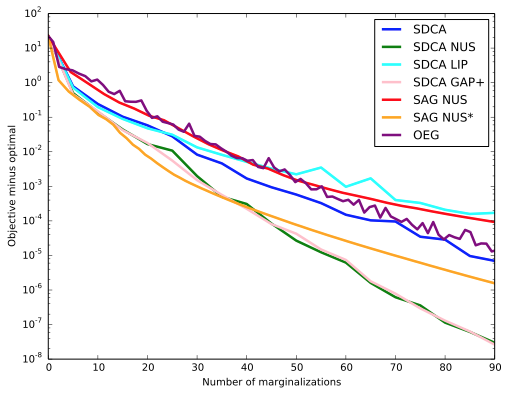 10^2
10^1
10^0
10^-1
10^-2
10^-3
10^-4
10^-5
10^-6
10^-7
10^-8
Objective minus optimal
0 10 20 30 40 50 60 70 80 90
Number of marginalizations
SDCA
SDCA NUS
SDCA LIP
SDCA GAP+
SAG NUS
SAG NUS*
OEG